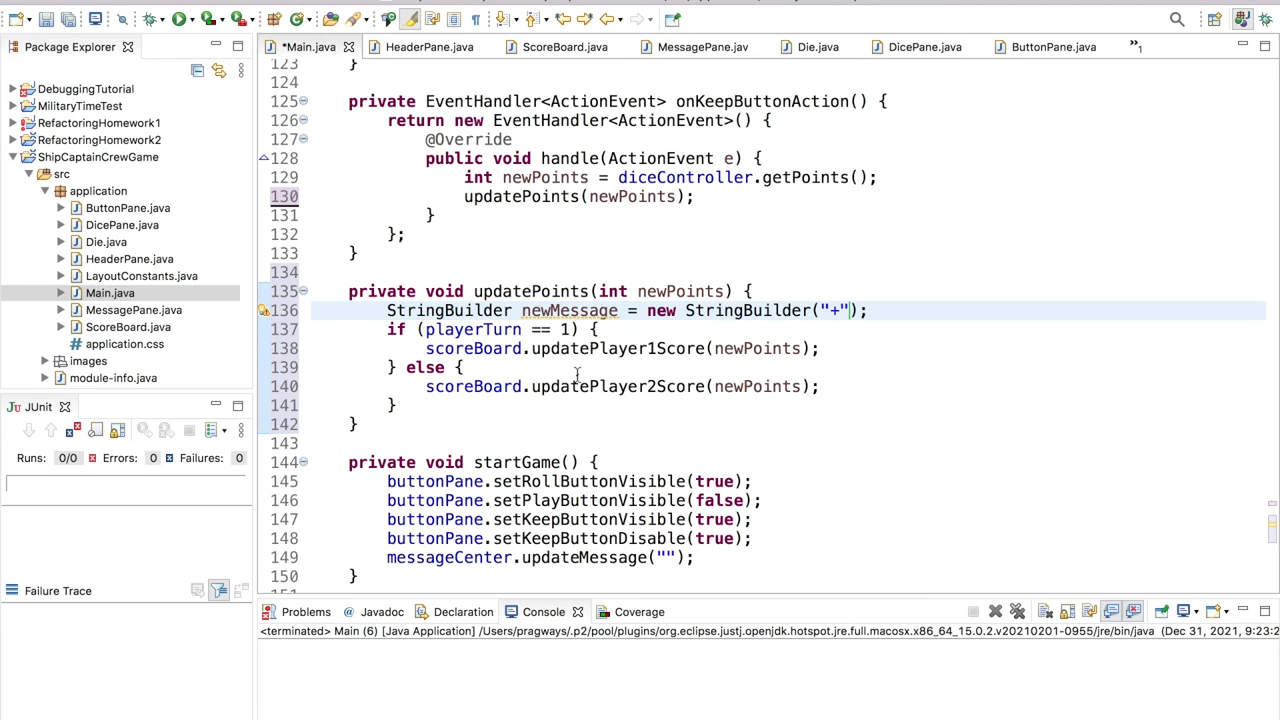 Package Explorer
*Main.java
HeaderPane.java
ScoreBoard.java
MessagePane.jav
Die.java
DicePane.java
ButtonPane.java
»1
DebuggingTutorial
MilitaryTimeTest
RefactoringHomework1
RefactoringHomework2
ShipCaptainCrewGame
src
application
ButtonPane.java
DicePane.java
Die.java
HeaderPane.java
LayoutConstants.java
Main.java
MessagePane.java
ScoreBoard.java
application.css
images
module-info.java
JUnit
Runs: 0/0 Errors: 0 Failures: 0
Failure Trace
123 }
124
125 private EventHandler<ActionEvent> onKeepButtonAction() {
126 return new EventHandler<ActionEvent>() {
127 @Override
128 public void handle(ActionEvent e) {
129 int newPoints = diceController.getPoints();
130 updatePoints(newPoints);
131 }
132 };
133 }
134
135 private void updatePoints(int newPoints) {
136 StringBuilder newMessage = new StringBuilder("+");
137 if (playerTurn == 1) {
138 scoreBoard.updatePlayer1Score(newPoints);
139 } else {
140 scoreBoard.updatePlayer2Score(newPoints);
141 }
142 }
143
144 private void startGame() {
145 buttonPane.setRollButtonVisible(true);
146 buttonPane.setPlayButtonVisible(false);
147 buttonPane.setKeepButtonVisible(true);
148 buttonPane.setKeepButtonDisable(true);
149 messageCenter.updateMessage("");
150 }
Problems @ Javadoc Declaration Console Coverage
<terminated> Main (6) [Java Application] /Users/pragways/.p2/pool/plugins/org.eclipse.justj.openjdk.hotspot.jre.full.macosx.x86_64_15.0.2.v20210201-0955/jre/bin/java (Dec 31, 2021, 9:23:2